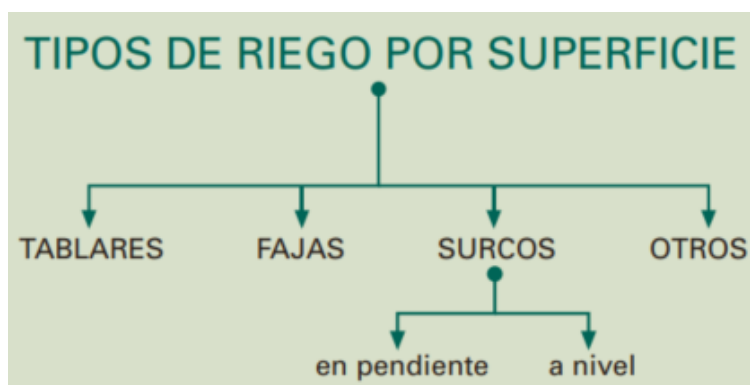 TIPOS DE RIEGO POR SUPERFICIE
TABLARES FAJAS SURCOS OTROS
en pendiente a nivel